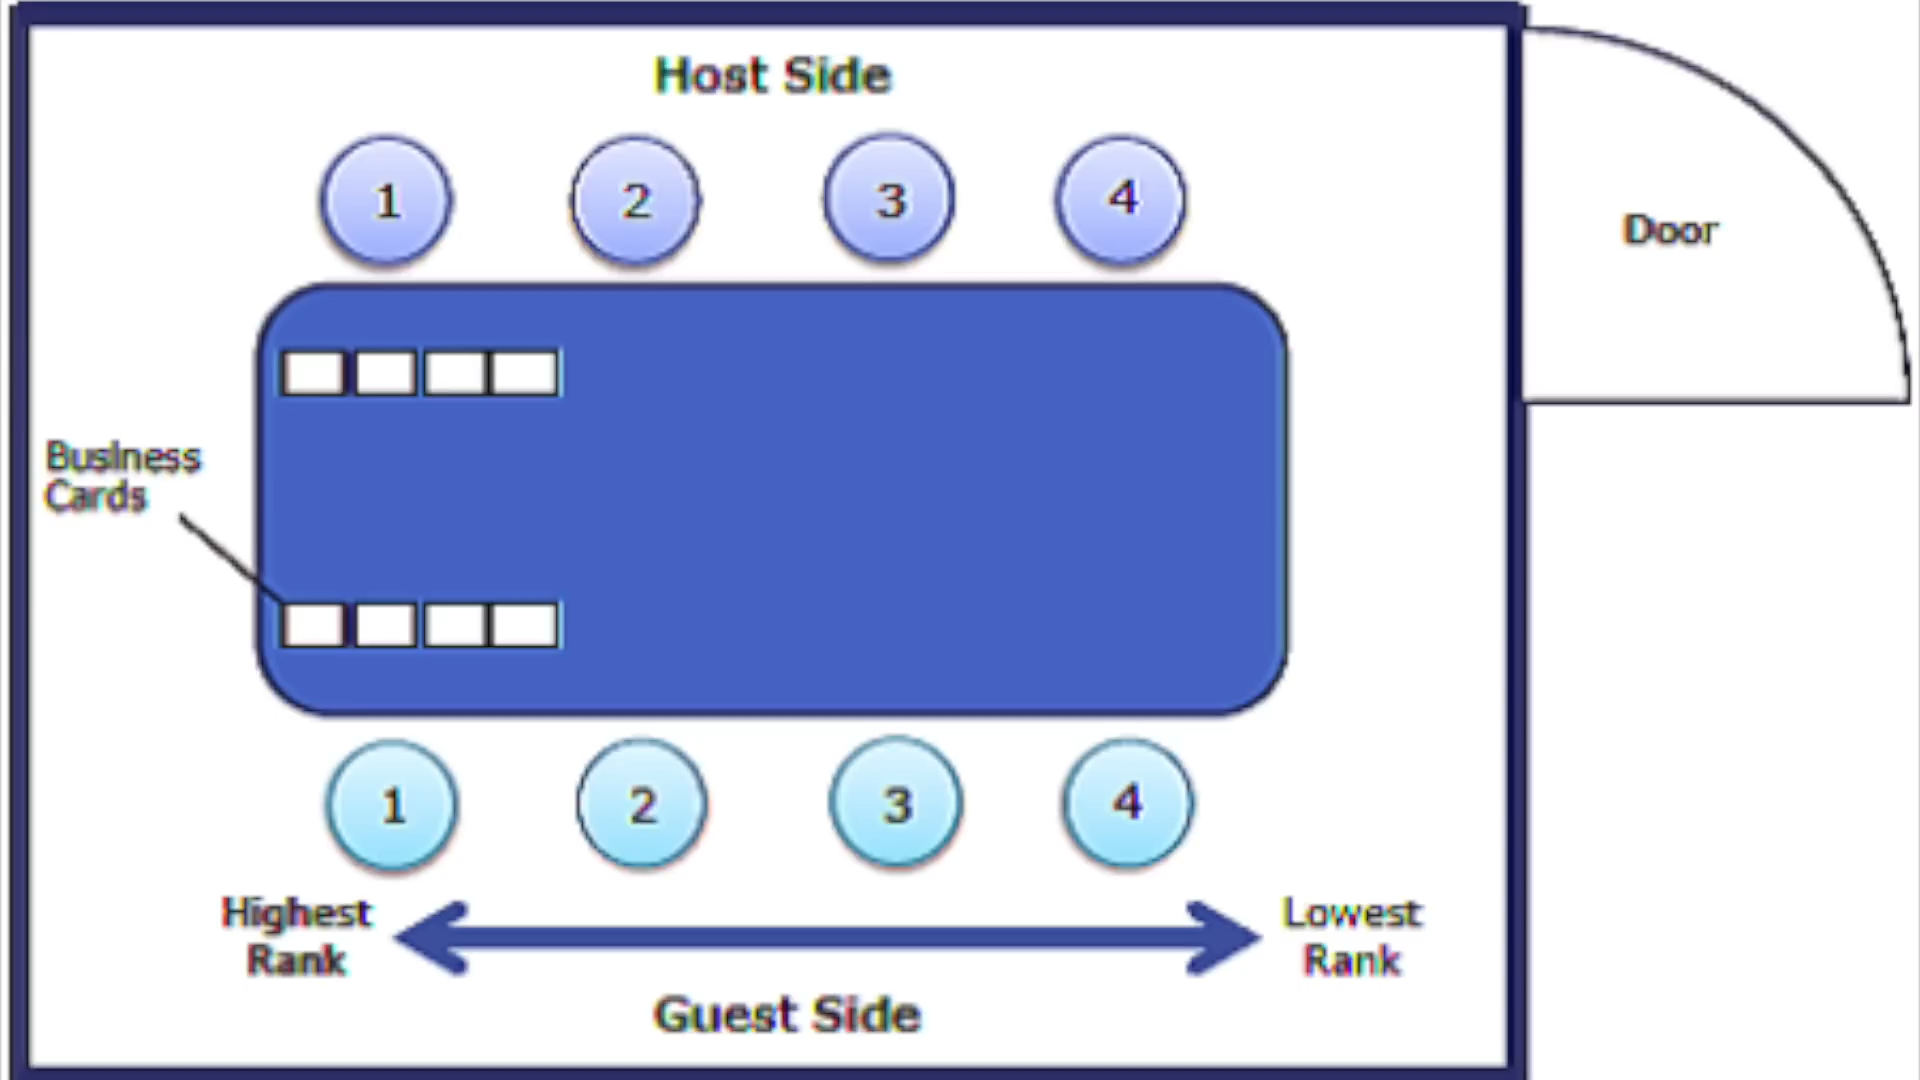 Host Side
1 2 3 4
Door
Business
Cards
1 2 3 4
Highest
Rank
Lowest
Rank
Guest Side